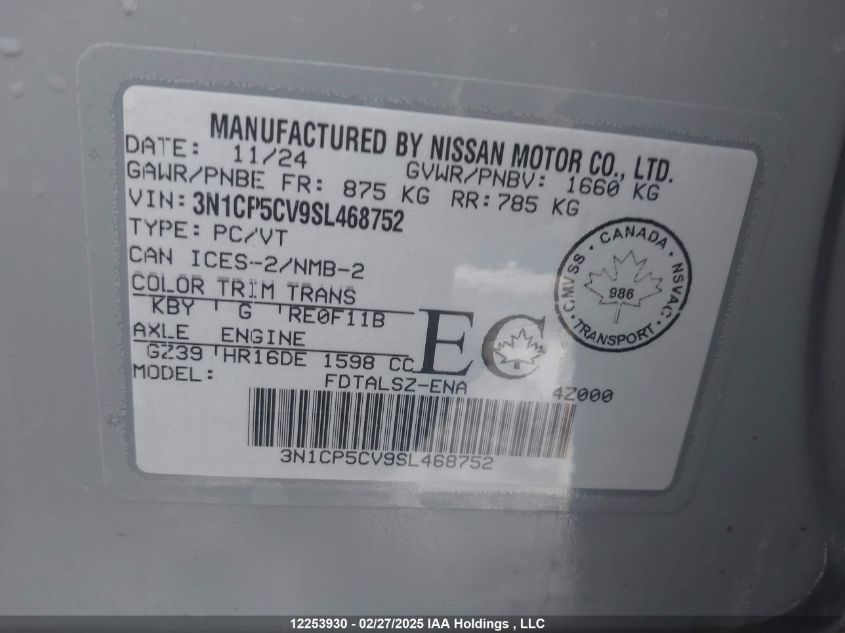 MANUFACTURED BY NISSAN MOTOR CO., LTD.
DATE: 11/24 GVWR/PNBV: 1660 KG
GAWR/PNBE FR: 875 KG RR: 785 KG
VIN: 3N1CP5CV9SL468752
TYPE: PC/VT
CAN ICES-2/NMB-2
COLOR TRIM TRANS
KBY G RE0F11B
AXLE ENGINE
GZ39 HR16DE 1598 CC
MODEL: FDTALSZ-ENA 4Z000
EC
CANADA
CMVSS · NSVAC
986
TRANSPORT
3N1CP5CV9SL468752
12253930 - 02/27/2025 IAA Holdings , LLC